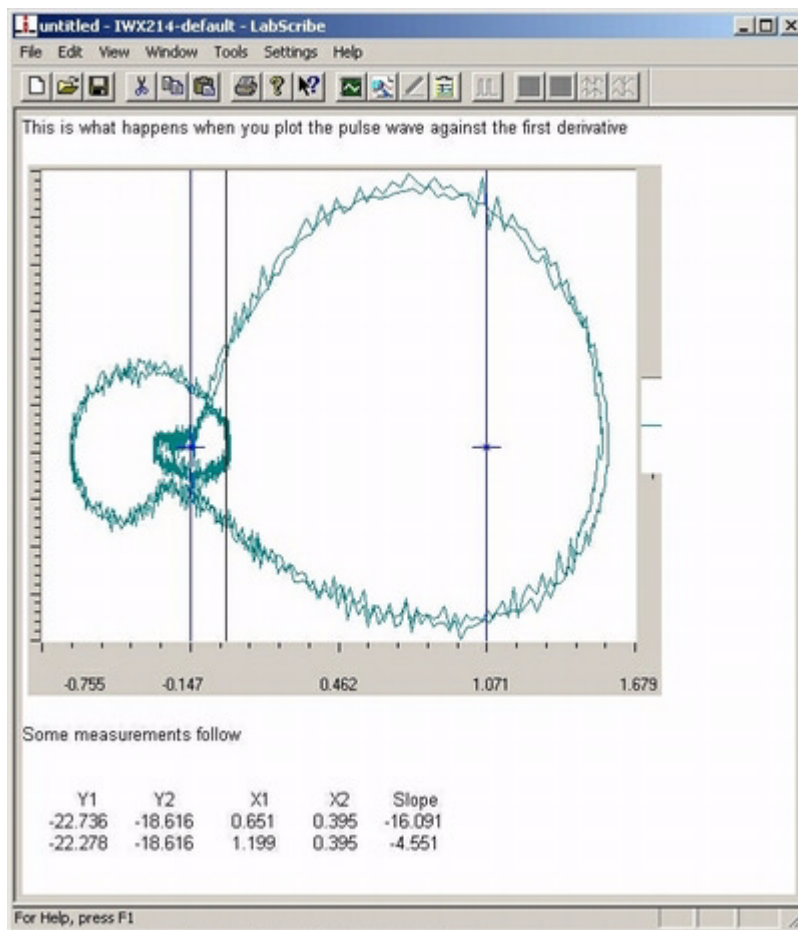 untitled - IWX214-default - LabScribe
File Edit View Window Tools Settings Help
This is what happens when you plot the pulse wave against the first derivative
-0.755 -0.147 0.462 1.071 1.679
Some measurements follow
Y1 Y2 X1 X2 Slope
-22.736 -18.616 0.651 0.395 -16.091
-22.278 -18.616 1.199 0.395 -4.551
For Help, press F1